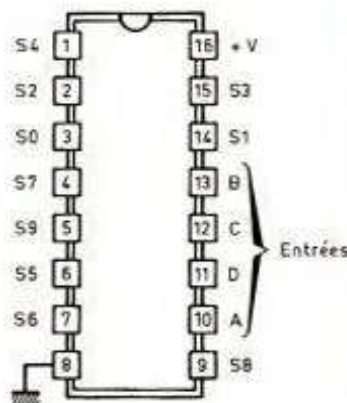 S4 1 16 + V
S2 2 15 S3
S0 3 14 S1
S7 4 13 B
S9 5 12 C
Entrées
S5 6 11 D
S6 7 10 A
8 9 S8